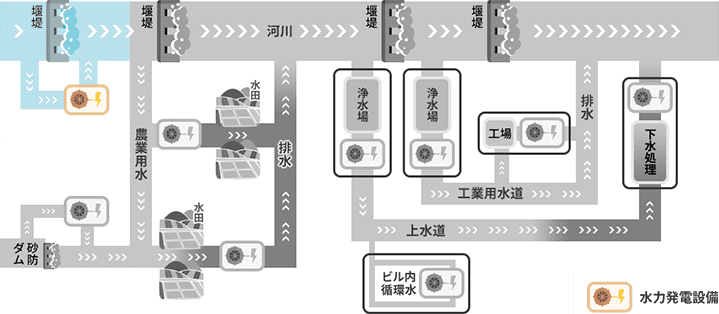 堰堤
堰堤
河川
堰堤
堰堤
水田
浄水場
浄水場
排水
工場
下水処理
農業用水
排水
工業用水道
水田
上水道
砂防
ダム
ビル内
循環水
水力発電設備